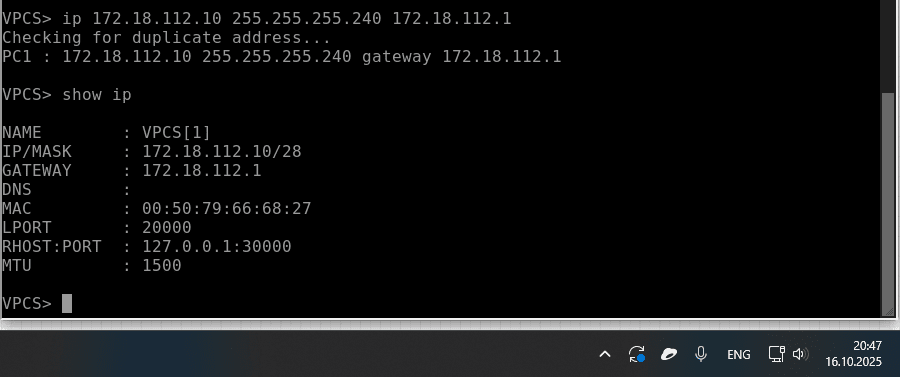 VPCS> ip 172.18.112.10 255.255.255.240 172.18.112.1
Checking for duplicate address...
PC1 : 172.18.112.10 255.255.255.240 gateway 172.18.112.1
VPCS> show ip
NAME        : VPCS[1]
IP/MASK     : 172.18.112.10/28
GATEWAY     : 172.18.112.1
DNS         :
MAC         : 00:50:79:66:68:27
LPORT       : 20000
RHOST:PORT  : 127.0.0.1:30000
MTU         : 1500
VPCS>
ENG
20:47
16.10.2025